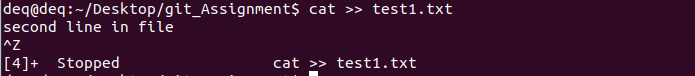 deq@deq:~/Desktop/git_Assignment$ cat >> test1.txt
second line in file
^Z
[4]+  Stopped                 cat >> test1.txt